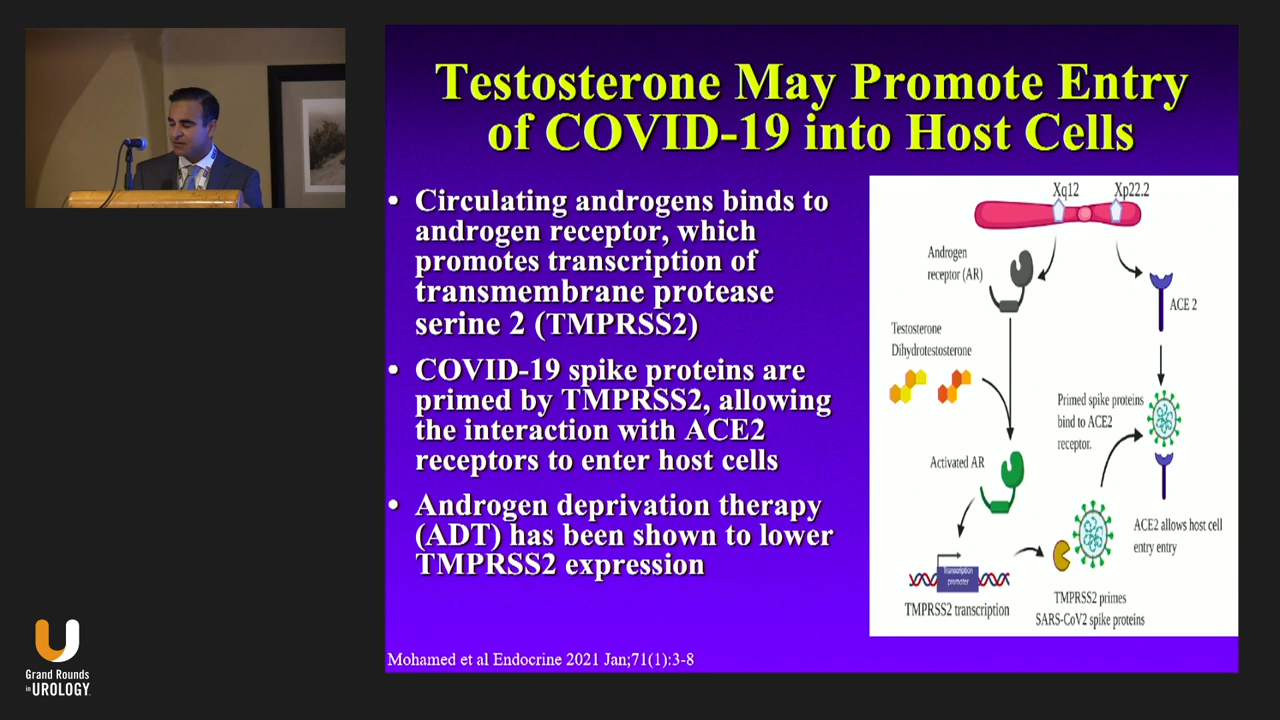 Testosterone May Promote Entry
of COVID-19 into Host Cells
• Circulating androgens binds to
androgen receptor, which
promotes transcription of
transmembrane protease
serine 2 (TMPRSS2)
• COVID-19 spike proteins are
primed by TMPRSS2, allowing
the interaction with ACE2
receptors to enter host cells
• Androgen deprivation therapy
(ADT) has been shown to lower
TMPRSS2 expression
Mohamed et al Endocrine 2021 Jan;71(1):3-8
Xq12
Xp22.2
Androgen
receptor (AR)
ACE 2
Testosterone
Dihydrotestosterone
Primed spike proteins
bind to ACE2
receptor.
Activated AR
ACE2 allows host cell
entry entry
Transcription
promoter
TMPRSS2 transcription
TMPRSS2 primes
SARS-CoV2 spike proteins
Grand Rounds
in UROLOGY